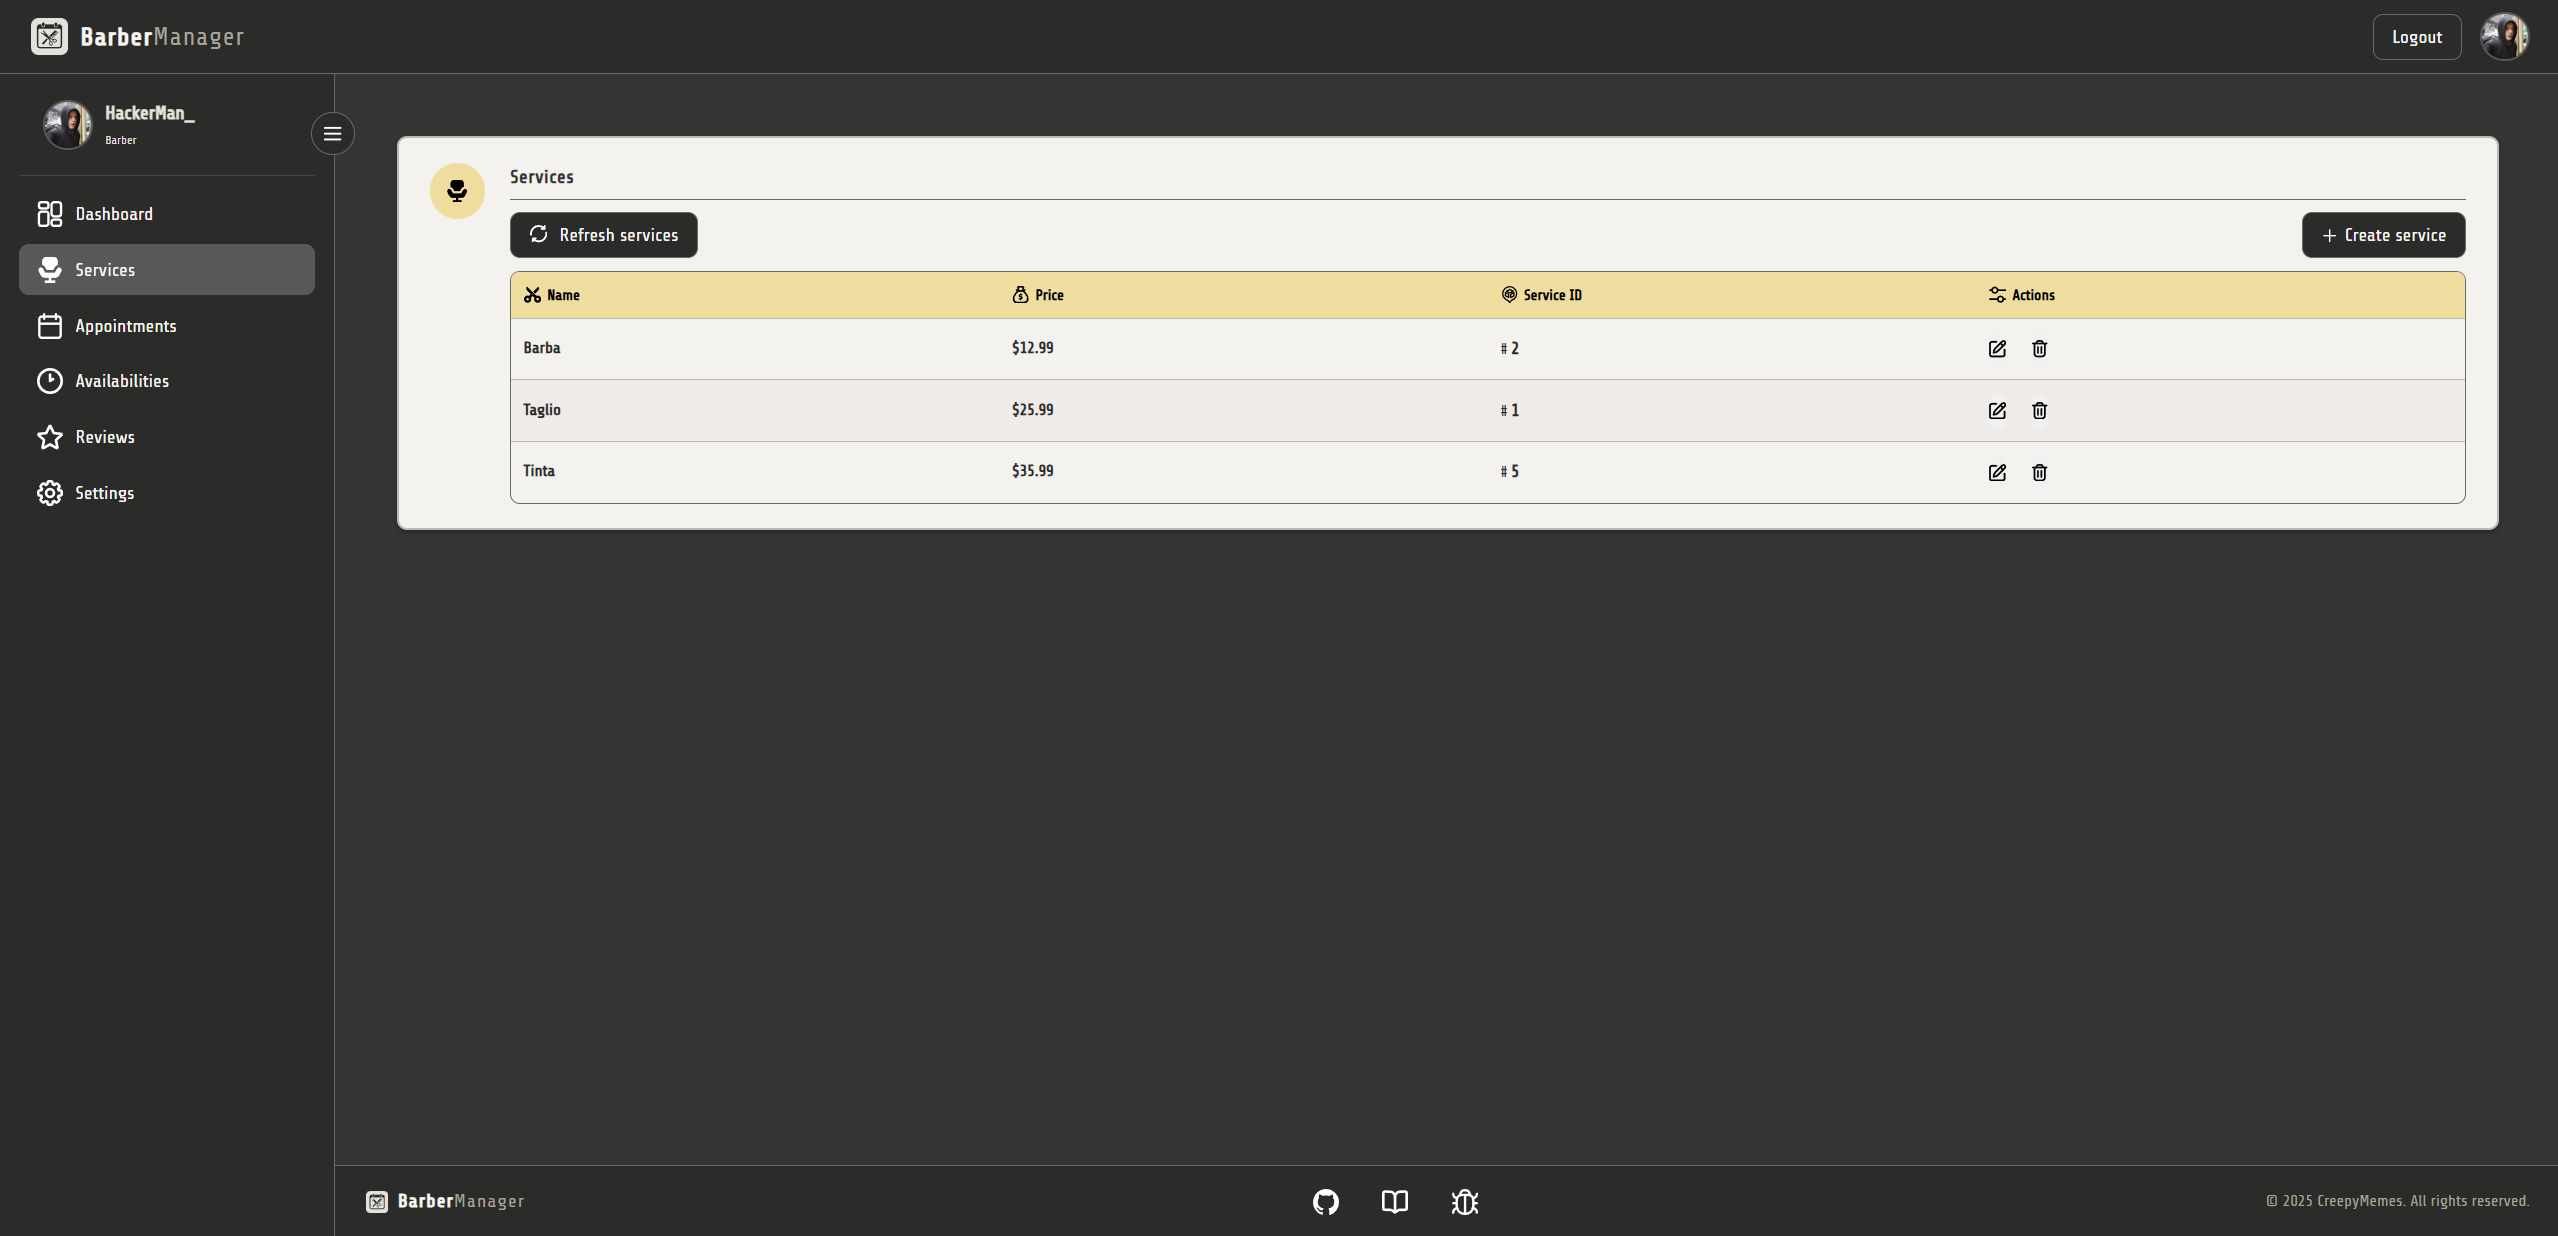 BarberManager
Logout
HackerMan_
Barber
Dashboard
Services
Appointments
Availabilities
Reviews
Settings
Services
Refresh services
+ Create service
Name Price Service ID Actions
Barba $12.99 # 2
Taglio $25.99 # 1
Tinta $35.99 # 5
BarberManager
© 2025 CreepyMemes. All rights reserved.